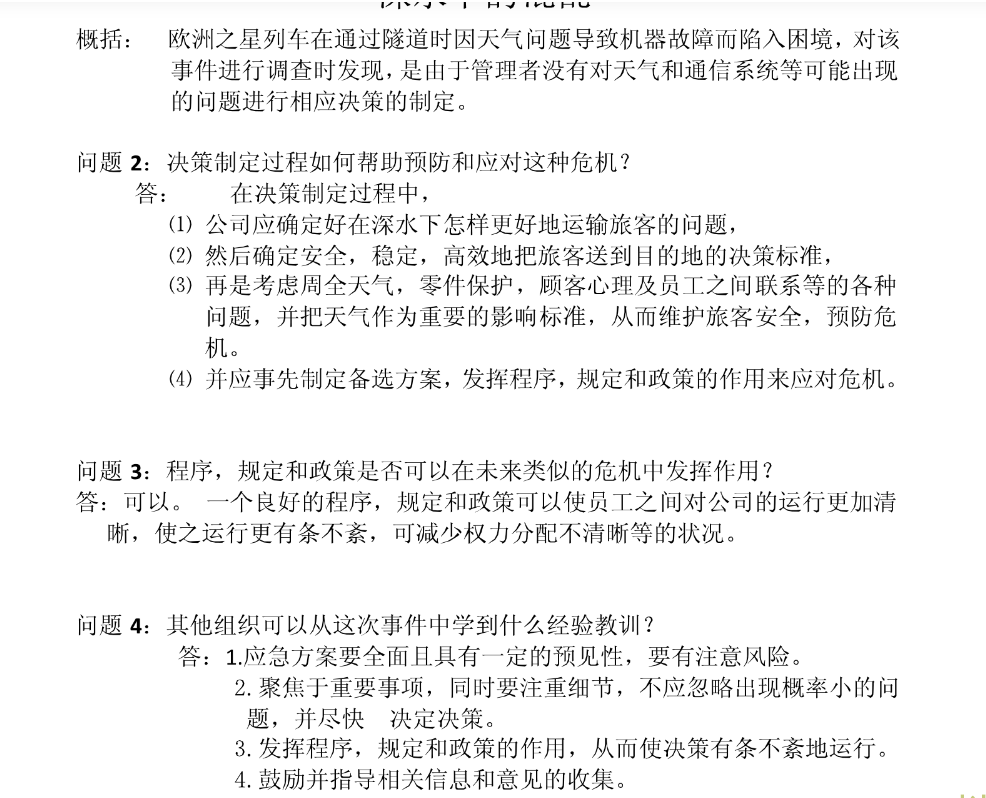 概括： 欧洲之星列车在通过隧道时因天气问题导致机器故障而陷入困境，对该
事件进行调查时发现，是由于管理者没有对天气和通信系统等可能出现
的问题进行相应决策的制定。
问题 2：决策制定过程如何帮助预防和应对这种危机？
答： 在决策制定过程中，
⑴ 公司应确定好在深水下怎样更好地运输旅客的问题，
⑵ 然后确定安全，稳定，高效地把旅客送到目的地的决策标准，
⑶ 再是考虑周全天气，零件保护，顾客心理及员工之间联系等的各种
问题，并把天气作为重要的影响标准，从而维护旅客安全，预防危
机。
⑷ 并应事先制定备选方案，发挥程序，规定和政策的作用来应对危机。
问题 3：程序，规定和政策是否可以在未来类似的危机中发挥作用？
答：可以。 一个良好的程序，规定和政策可以使员工之间对公司的运行更加清
晰，使之运行更有条不紊，可减少权力分配不清晰等的状况。
问题 4：其他组织可以从这次事件中学到什么经验教训？
答：1.应急方案要全面且具有一定的预见性，要有注意风险。
2. 聚焦于重要事项，同时要注重细节，不应忽略出现概率小的问
题，并尽快 决定决策。
3. 发挥程序，规定和政策的作用，从而使决策有条不紊地运行。
4. 鼓励并指导相关信息和意见的收集。